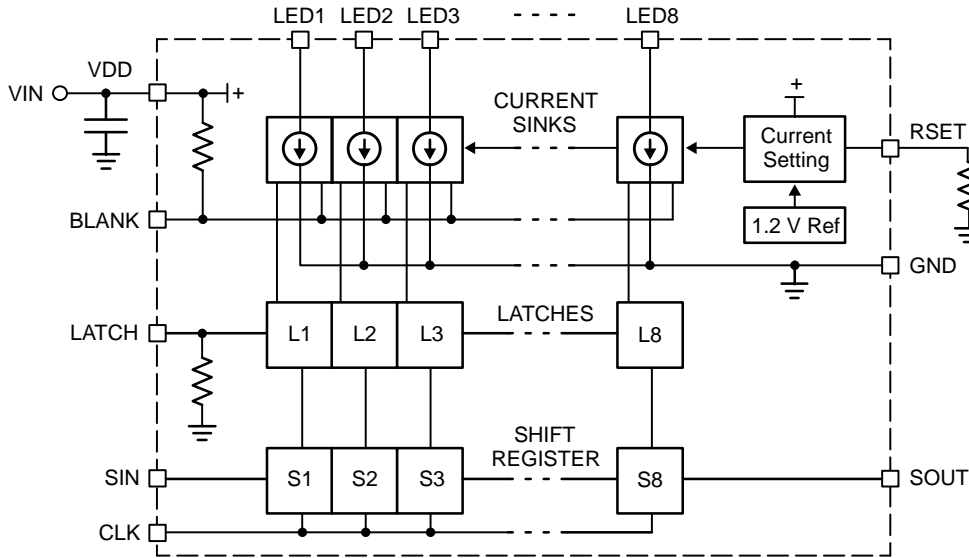 LED1 LED2 LED3 LED8
VDD
VIN
+
CURRENT
SINKS
+
Current
Setting
RSET
BLANK
1.2 V Ref
GND
LATCH
L1 L2 L3
LATCHES
L8
SIN
S1 S2 S3
SHIFT
REGISTER
S8
SOUT
CLK